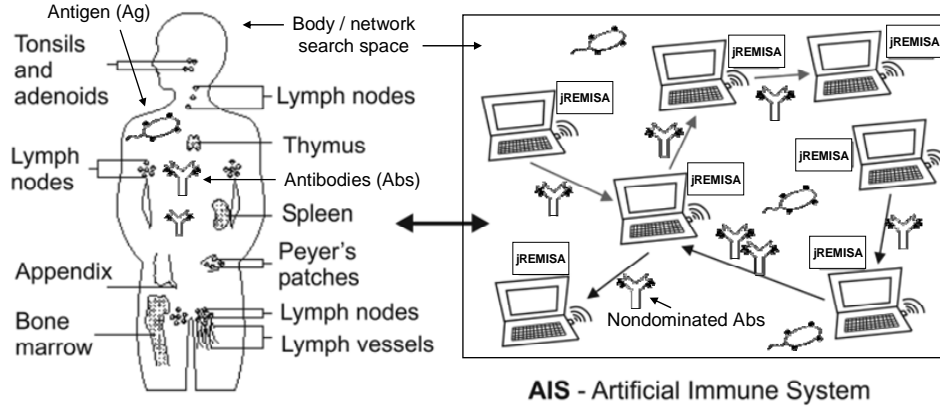 Antigen (Ag)
Body / network
search space
Tonsils
and
adenoids
Lymph nodes
Thymus
Lymph
nodes
Antibodies (Abs)
Spleen
Peyer's
patches
Appendix
Bone
marrow
Lymph nodes
Lymph vessels
jREMISA
jREMISA
jREMISA
jREMISA
jREMISA
jREMISA
jREMISA
Nondominated Abs
AIS - Artificial Immune System